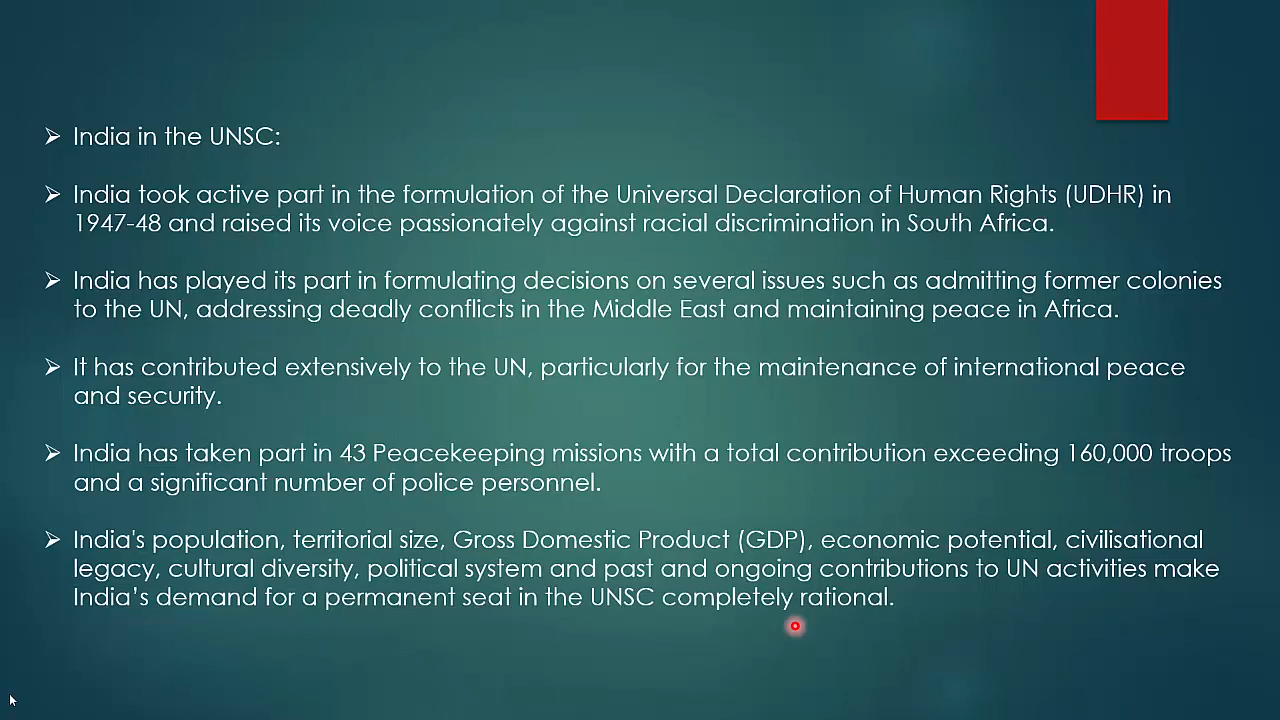 ➢ India in the UNSC:
➢ India took active part in the formulation of the Universal Declaration of Human Rights (UDHR) in
1947-48 and raised its voice passionately against racial discrimination in South Africa.
➢ India has played its part in formulating decisions on several issues such as admitting former colonies
to the UN, addressing deadly conflicts in the Middle East and maintaining peace in Africa.
➢ It has contributed extensively to the UN, particularly for the maintenance of international peace
and security.
➢ India has taken part in 43 Peacekeeping missions with a total contribution exceeding 160,000 troops
and a significant number of police personnel.
➢ India's population, territorial size, Gross Domestic Product (GDP), economic potential, civilisational
legacy, cultural diversity, political system and past and ongoing contributions to UN activities make
India’s demand for a permanent seat in the UNSC completely rational.